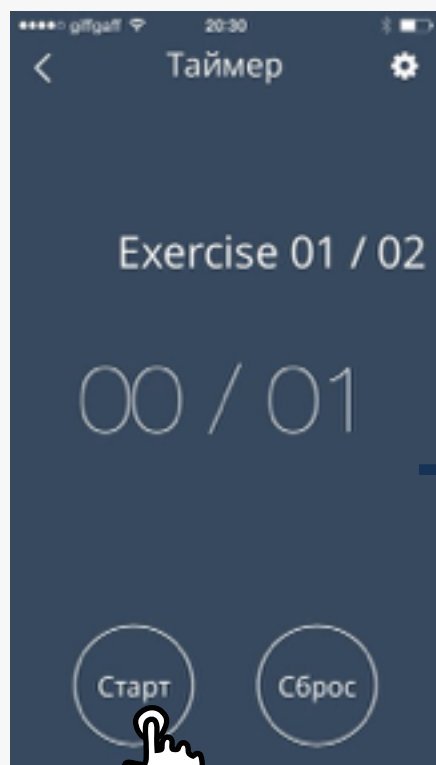 giffgaff 20:30
Таймер
Exercise 01 / 02
00 / 01
Старт Сброс